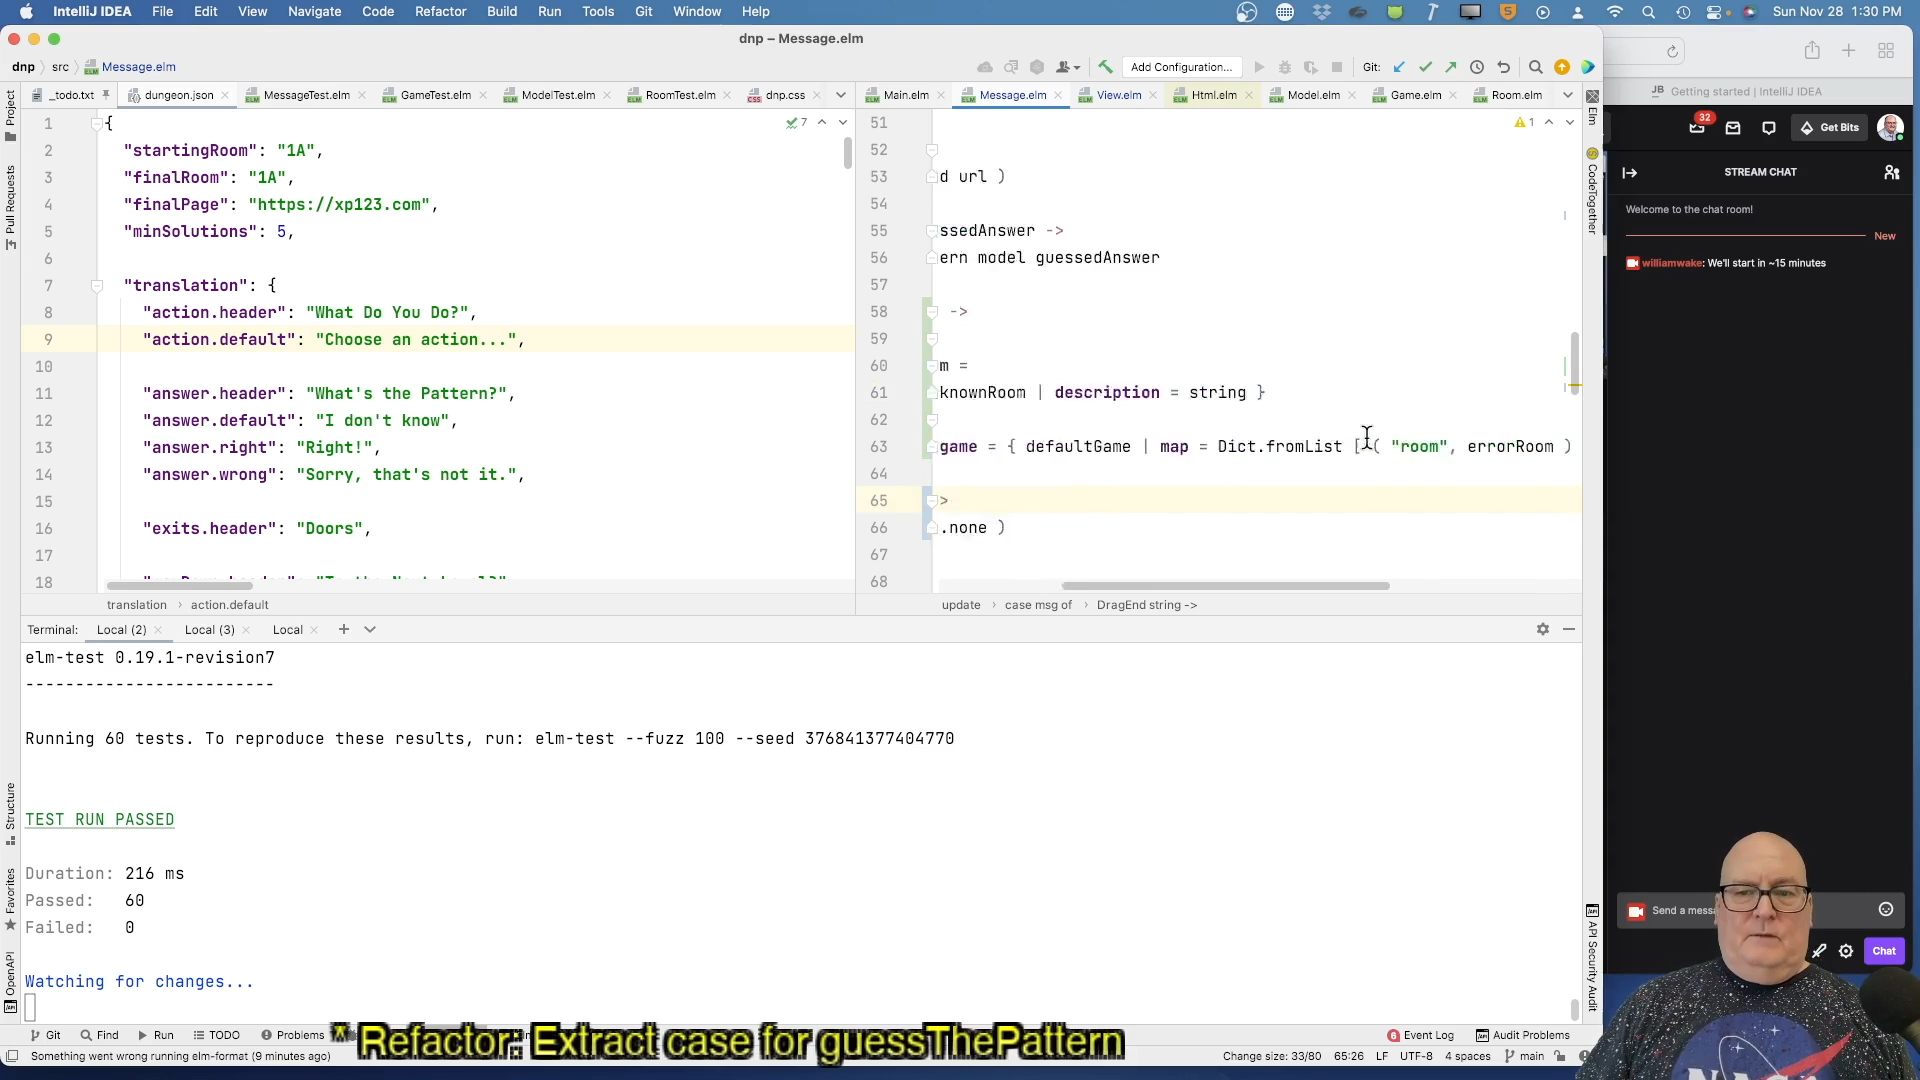 IntelliJ IDEA File Edit View Navigate Code Refactor Build Run Tools Git Window Help
Sun Nov 28 1:30 PM
dnp – Message.elm
dnp src Message.elm
Add Configuration...
Git:
JB Getting started | IntelliJ IDEA
_todo.txt dungeon.json MessageTest.elm GameTest.elm ModelTest.elm RoomTest.elm dnp.css
Main.elm Message.elm View.elm Html.elm Model.elm Game.elm Room.elm
Project
Pull Requests
Structure
Favorites
OpenAPI
7
1 {
2 "startingRoom": "1A",
3 "finalRoom": "1A",
4 "finalPage": "https://xp123.com",
5 "minSolutions": 5,
6
7 "translation": {
8 "action.header": "What Do You Do?",
9 "action.default": "Choose an action...",
10
11 "answer.header": "What's the Pattern?",
12 "answer.default": "I don't know",
13 "answer.right": "Right!",
14 "answer.wrong": "Sorry, that's not it.",
15
16 "exits.header": "Doors",
17
18
translation action.default
1
51
52
53 d url )
54
55 ssedAnswer ->
56 ern model guessedAnswer
57
58 ->
59
60 m =
61 knownRoom | description = string }
62
63 game = { defaultGame | map = Dict.fromList [ ( "room", errorRoom )
64
65 >
66 .none )
67
68
update case msg of DragEnd string ->
Elm
CodeTogether
API Security Audit
Terminal: Local (2) Local (3) Local
elm-test 0.19.1-revision7
------------------------
Running 60 tests. To reproduce these results, run: elm-test --fuzz 100 --seed 376841377404770
TEST RUN PASSED
Duration: 216 ms
Passed: 60
Failed: 0
Watching for changes...
Git Find Run TODO Problems
Event Log Audit Problems
* Refactor: Extract case for guessThePattern
Something went wrong running elm-format (9 minutes ago)
Change size: 33/80 65:26 LF UTF-8 4 spaces main
32
Get Bits
STREAM CHAT
Welcome to the chat room!
New
williamwake: We'll start in ~15 minutes
Send a messa
Chat